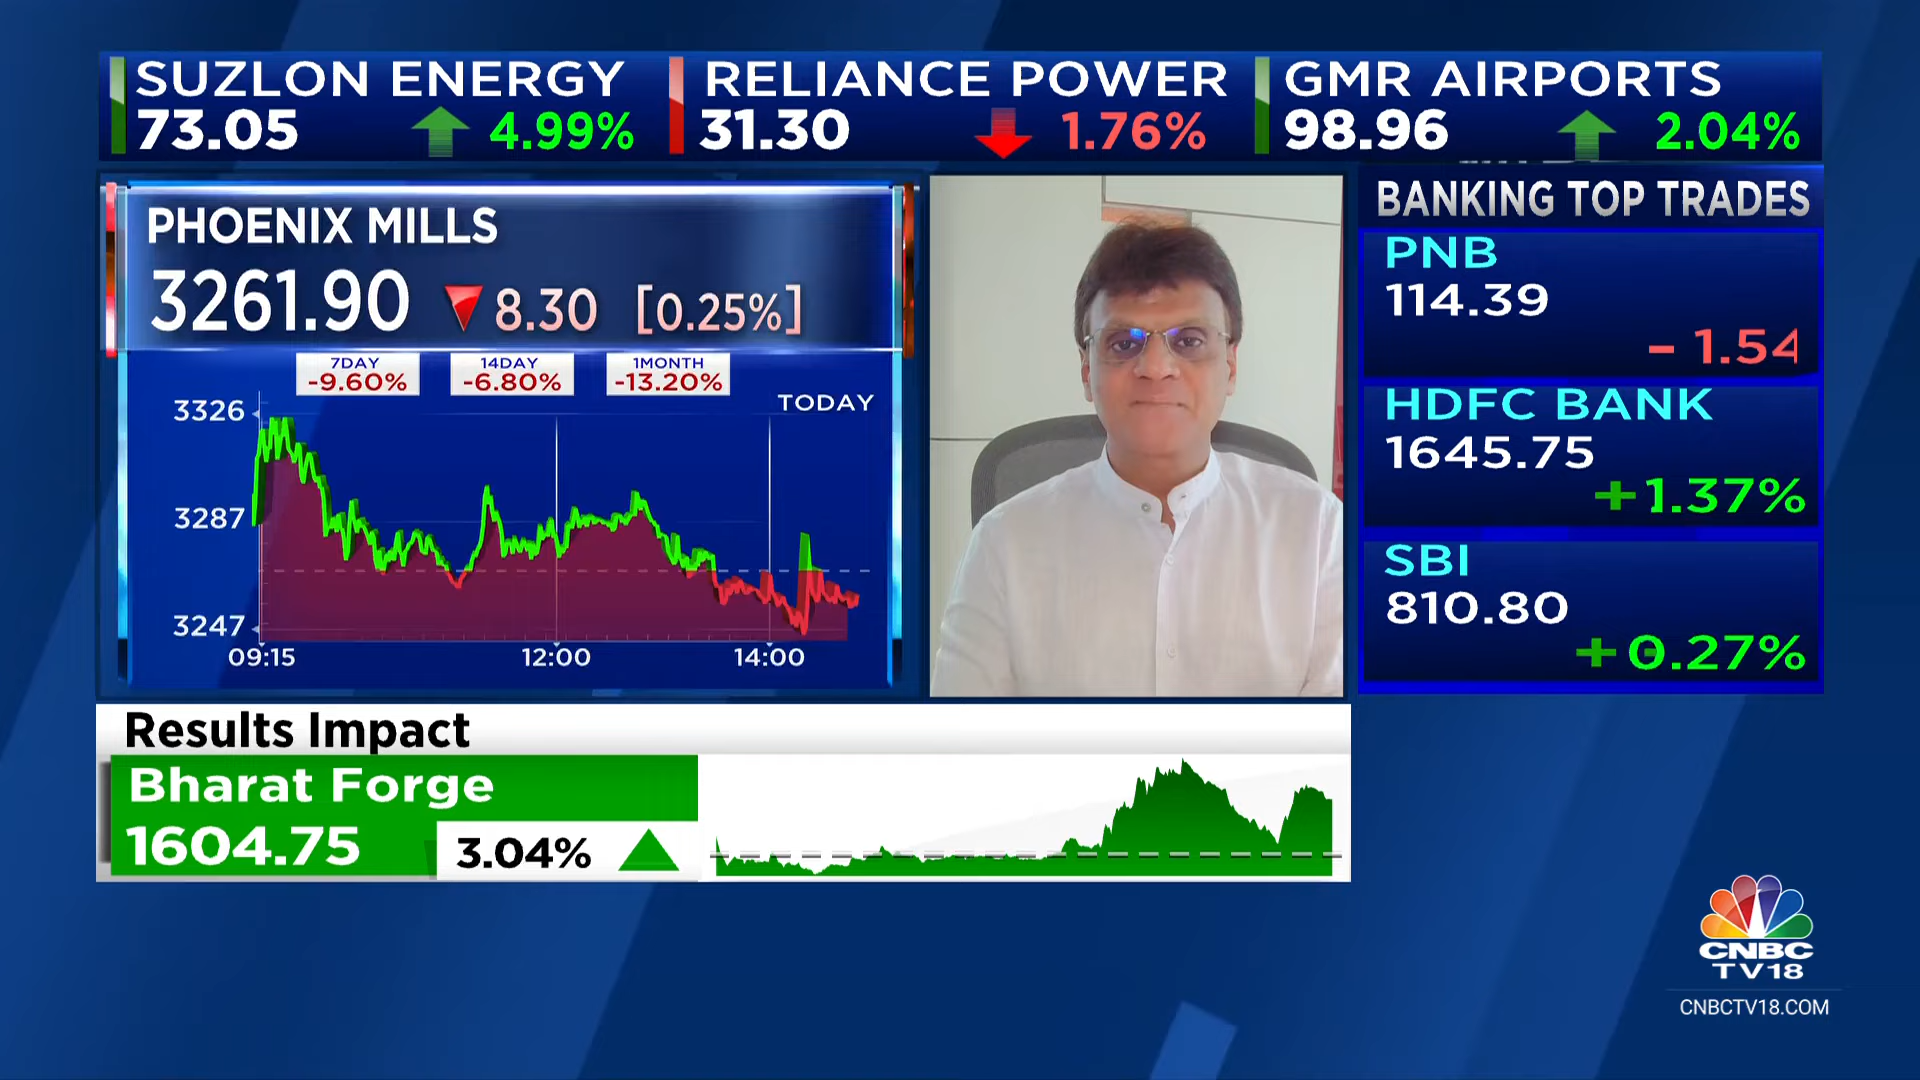 SUZLON ENERGY
73.05 4.99%
RELIANCE POWER
31.30 1.76%
GMR AIRPORTS
98.96 2.04%
PHOENIX MILLS
3261.90 8.30 [0.25%]
7DAY
-9.60%
14DAY
-6.80%
1MONTH
-13.20%
TODAY
3326
3287
3247
09:15 12:00 14:00
BANKING TOP TRADES
PNB
114.39
- 1.54
HDFC BANK
1645.75
+1.37%
SBI
810.80
+0.27%
Results Impact
Bharat Forge
1604.75 3.04%
CNBC
TV18
CNBCTV18.COM